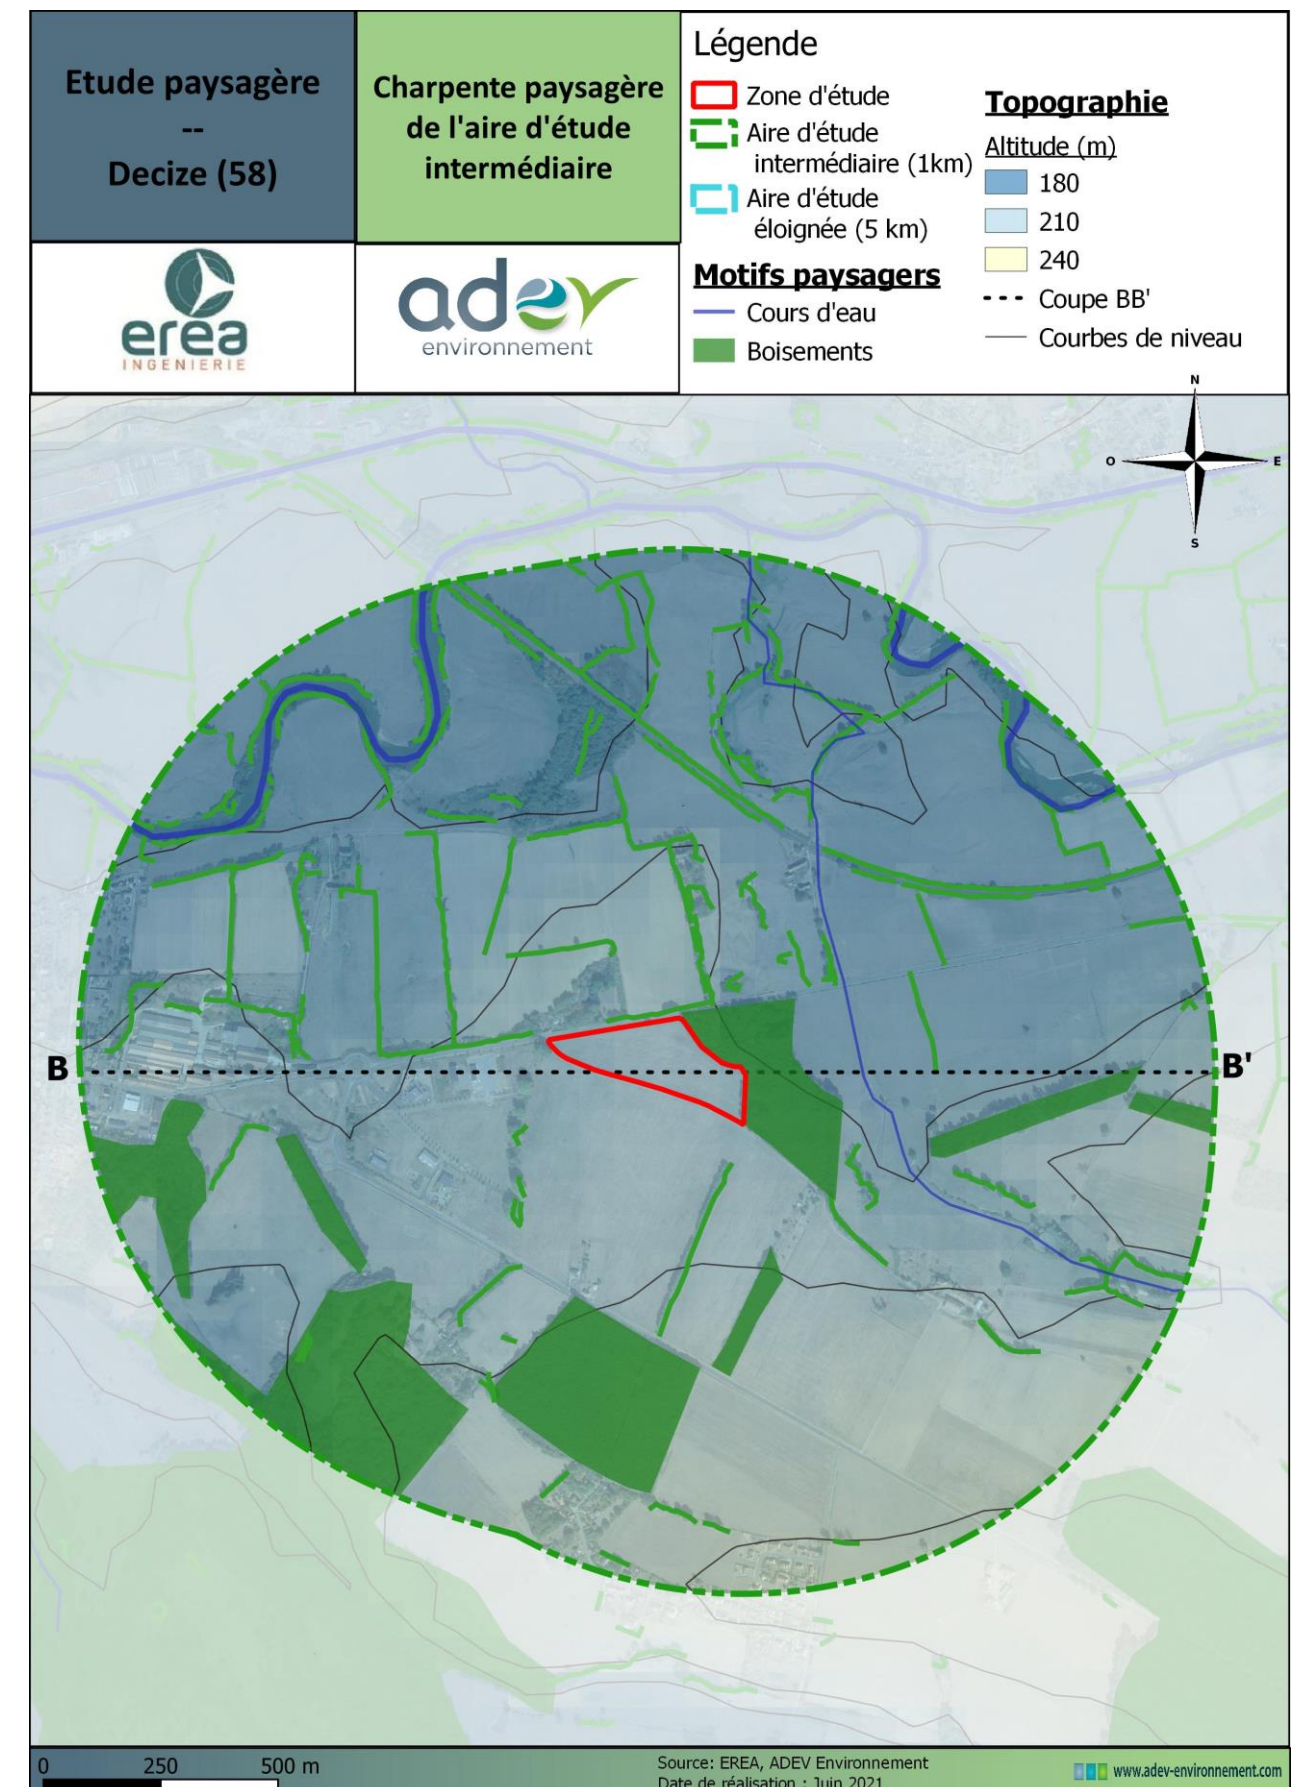 Etude paysagère
--
Decize (58)
Charpente paysagère
de l'aire d'étude
intermédiaire
erea
INGENIERIE
adev
environnement
Légende
Zone d'étude
Aire d'étude
intermédiaire (1km)
Aire d'étude
éloignée (5 km)
Motifs paysagers
Cours d'eau
Boisements
Topographie
Altitude (m)
180
210
240
Coupe BB'
Courbes de niveau
N
O
E
S
B
B'
0 250 500 m
Source: EREA, ADEV Environnement
Date de réalisation : Juin 2021
www.adev-environnement.com